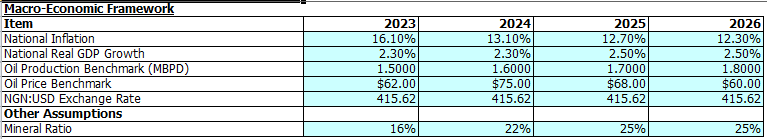 Macro-Economic Framework
Item 2023 2024 2025 2026
National Inflation 16.10% 13.10% 12.70% 12.30%
National Real GDP Growth 2.30% 2.30% 2.50% 2.50%
Oil Production Benchmark (MBPD) 1.5000 1.6000 1.7000 1.8000
Oil Price Benchmark $62.00 $75.00 $68.00 $60.00
NGN:USD Exchange Rate 415.62 415.62 415.62 415.62
Other Assumptions
Mineral Ratio 16% 22% 25% 25%